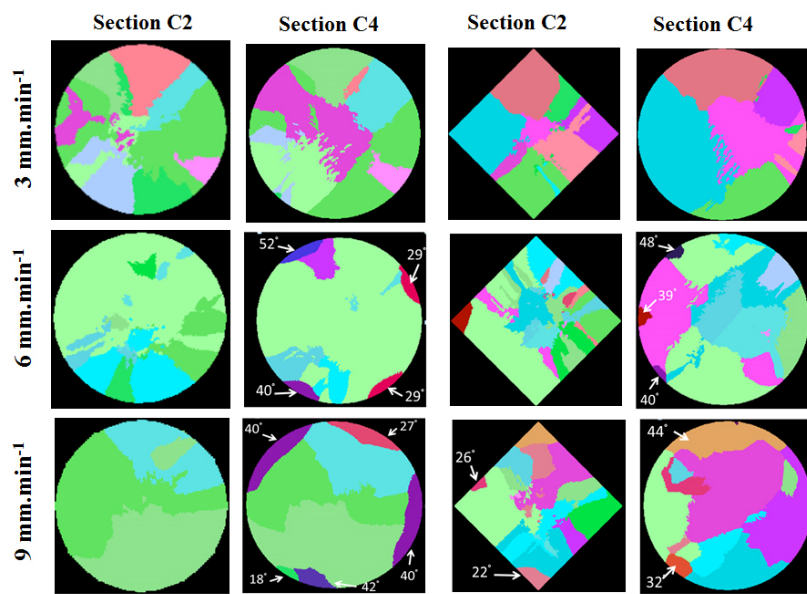 Section C2 Section C4 Section C2 Section C4
3 mm.min⁻¹
6 mm.min⁻¹
52° 29° 48°
39°
40° 29° 40°
9 mm.min⁻¹
40° 27° 26° 44°
18° 42° 40° 22° 32°